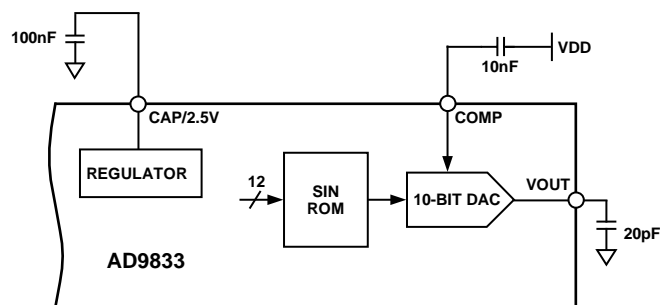 100nF
VDD
10nF
CAP/2.5V
COMP
REGULATOR
12
SIN
ROM
10-BIT DAC
VOUT
20pF
AD9833